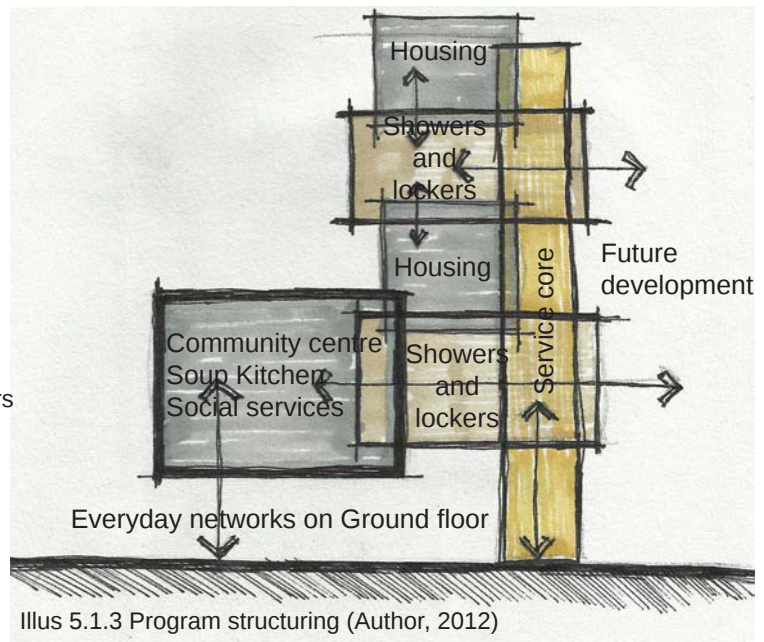 Housing
Showers
and
lockers
Housing
Future
development
Service core
Community centre
Soup Kitchen
Social services
Showers
and
lockers
rs
Everyday networks on Ground floor
Illus 5.1.3 Program structuring (Author, 2012)